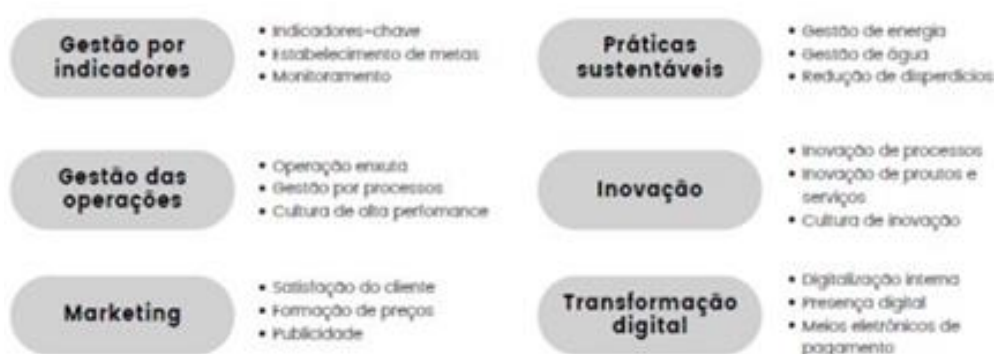 Gestão por
indicadores
• Indicadores-chave
• Estabelecimento de metas
• Monitoramento
Práticas
sustentáveis
• Gestão de energia
• Gestão de água
• Redução de disperdícios
Gestão das
operações
• Operação enxuta
• Gestão por processos
• Cultura de alta perfomance
Inovação
• Inovação de processos
• Inovação de proutos e
serviços
• Cultura de inovação
Marketing
• Satisfação do cliente
• Formação de preços
• Publicidade
Transformação
digital
• Digitalização interna
• Presença digital
• Meios eletrônicos de
pagamento